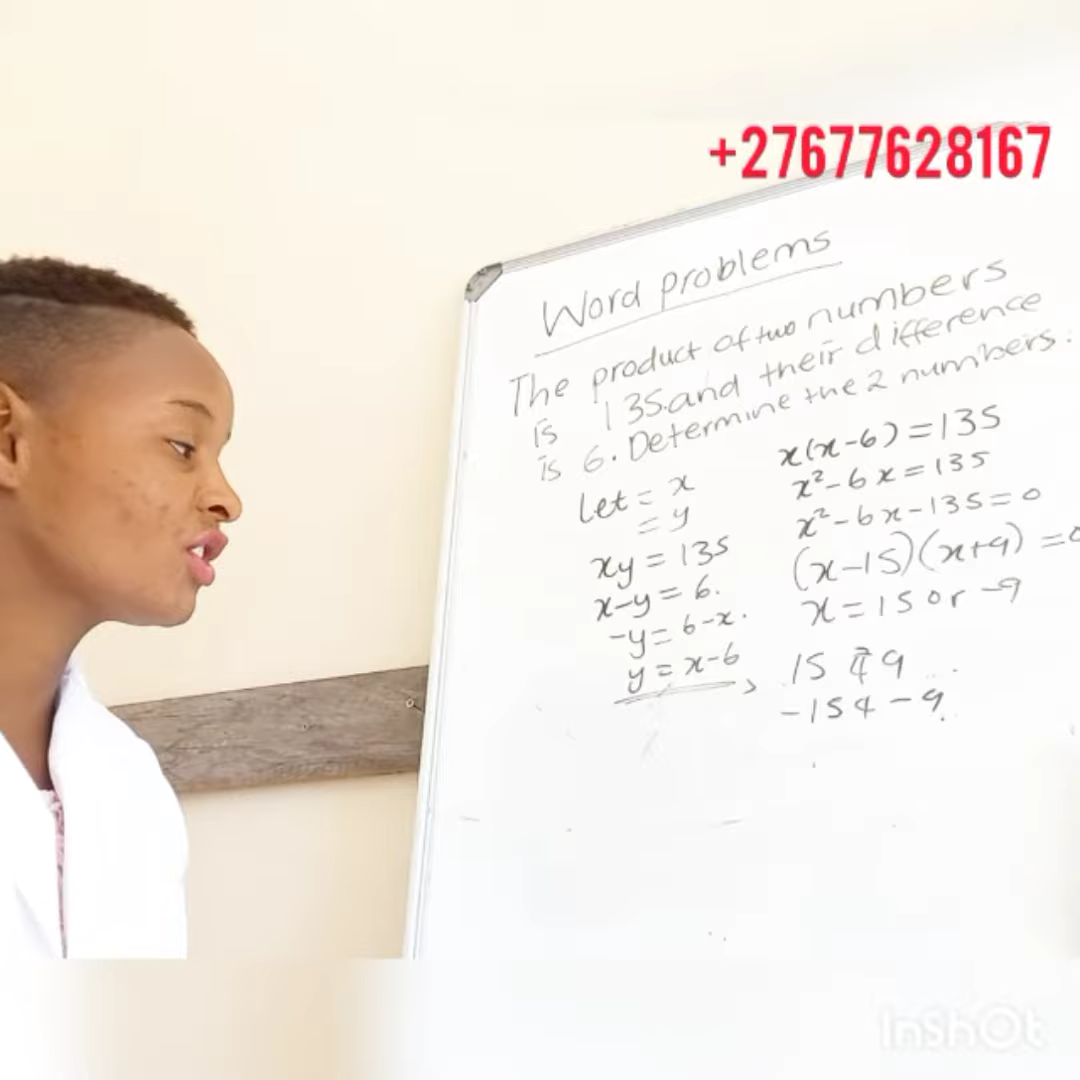 +27677628167
Word problems
The product of two numbers
is 135.and their difference
is 6. Determine the 2 numbers.
Let = x
= y
xy = 135
x-y = 6.
-y= 6-x.
y = x-6
x(x-6) = 135
x²-6x = 135
x²-6x-135=0
(x-15)(x+9) =0
x = 15 or -9
15 & 9
-15 & -9
InShOt